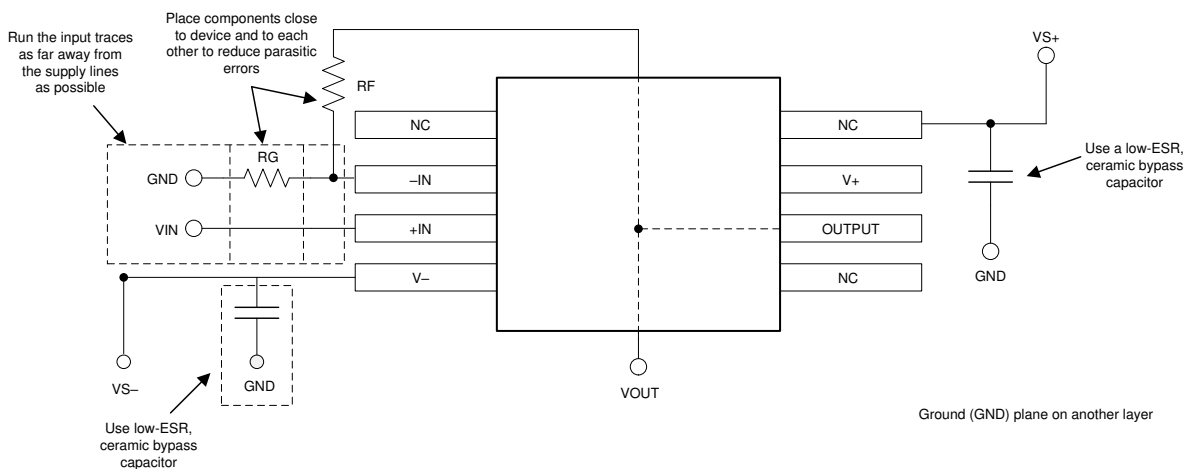 Place components close
to device and to each
other to reduce parasitic
errors
Run the input traces
as far away from
the supply lines
as possible
VS+
RF
NC
NC
Use a low-ESR,
ceramic bypass
capacitor
RG
GND
–IN
V+
VIN
+IN
OUTPUT
V–
NC
GND
VS–
GND
VOUT
Use low-ESR,
ceramic bypass
capacitor
Ground (GND) plane on another layer